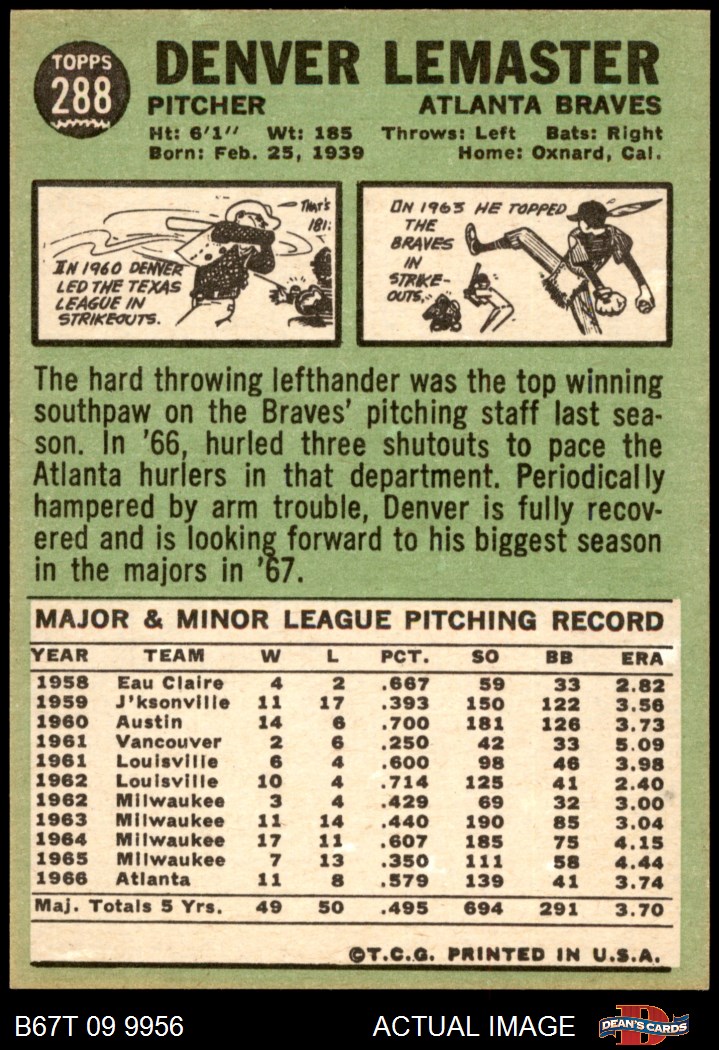 TOPPS
288
DENVER LEMASTER
PITCHER ATLANTA BRAVES
Ht: 6'1" Wt: 185 Throws: Left Bats: Right
Born: Feb. 25, 1939 Home: Oxnard, Cal.
THAT'S
181!
IN 1960 DENVER
LED THE TEXAS
LEAGUE IN
STRIKEOUTS.
ON 1963 HE TOPPED
THE
BRAVES
IN
STRIKE-
OUTS.
The hard throwing lefthander was the top winning
southpaw on the Braves' pitching staff last sea-
son. In '66, hurled three shutouts to pace the
Atlanta hurlers in that department. Periodically
hampered by arm trouble, Denver is fully recov-
ered and is looking forward to his biggest season
in the majors in '67.
MAJOR & MINOR LEAGUE PITCHING RECORD
YEAR TEAM W L PCT. SO BB ERA
1958 Eau Claire 4 2 .667 59 33 2.82
1959 J'ksonville 11 17 .393 150 122 3.56
1960 Austin 14 6 .700 181 126 3.73
1961 Vancouver 2 6 .250 42 33 5.09
1961 Louisville 6 4 .600 98 46 3.98
1962 Louisville 10 4 .714 125 41 2.40
1962 Milwaukee 3 4 .429 69 32 3.00
1963 Milwaukee 11 14 .440 190 85 3.04
1964 Milwaukee 17 11 .607 185 75 4.15
1965 Milwaukee 7 13 .350 111 58 4.44
1966 Atlanta 11 8 .579 139 41 3.74
Maj. Totals 5 Yrs. 49 50 .495 694 291 3.70
©T.C.G. PRINTED IN U.S.A.
B67T 09 9956 ACTUAL IMAGE DEAN'S CARDS